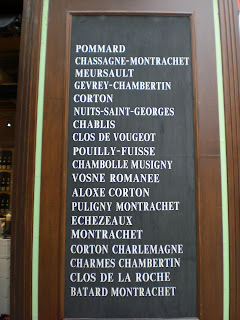 POMMARD
CHASSAGNE-MONTRACHET
MEURSAULT
GEVREY-CHAMBERTIN
CORTON
NUITS-SAINT-GEORGES
CHABLIS
CLOS DE VOUGEOT
POUILLY-FUISSE
CHAMBOLLE MUSIGNY
VOSNE ROMANEE
ALOXE CORTON
PULIGNY MONTRACHET
ECHEZEAUX
MONTRACHET
CORTON CHARLEMAGNE
CHARMES CHAMBERTIN
CLOS DE LA ROCHE
BATARD MONTRACHET